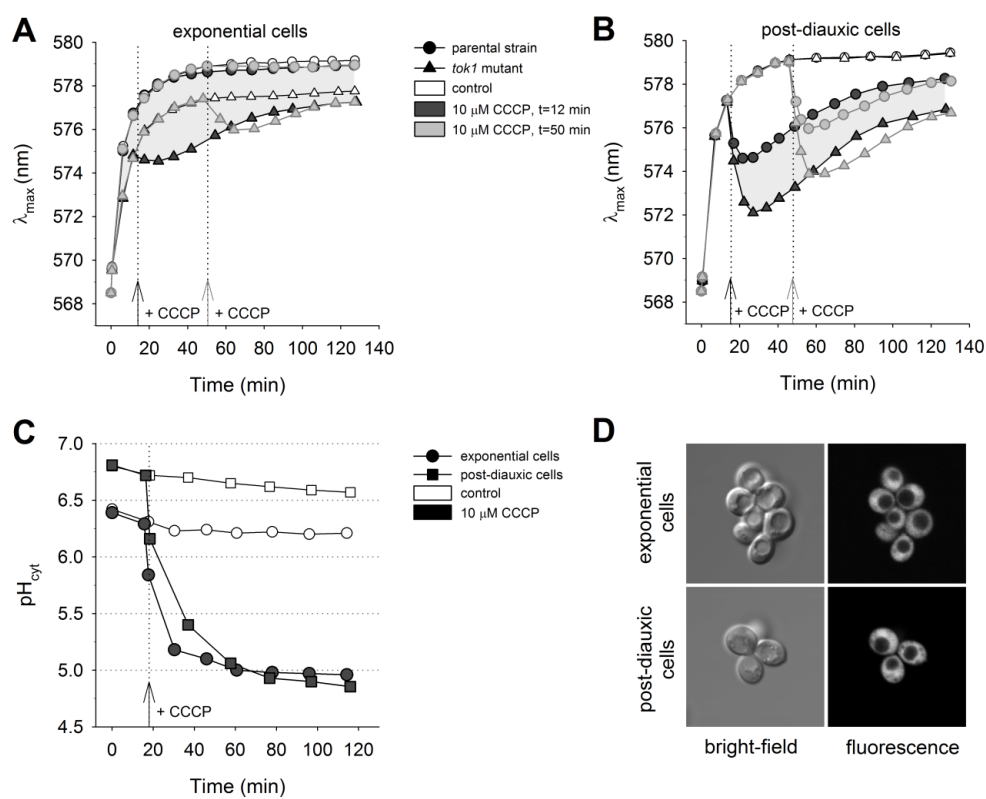 A
exponential cells
580
578
576
574
572
570
568
λmax (nm)
+ CCCP
+ CCCP
0 20 40 60 80 100 120 140
Time (min)
parental strain
tok1 mutant
control
10 μM CCCP, t=12 min
10 μM CCCP, t=50 min
B
post-diauxic cells
580
578
576
574
572
570
568
λmax (nm)
+ CCCP
+ CCCP
0 20 40 60 80 100 120 140
Time (min)
C
7.0
6.5
6.0
5.5
5.0
4.5
pHcyt
+ CCCP
0 20 40 60 80 100 120
Time (min)
exponential cells
post-diauxic cells
control
10 μM CCCP
D
exponential
cells
post-diauxic
cells
bright-field
fluorescence